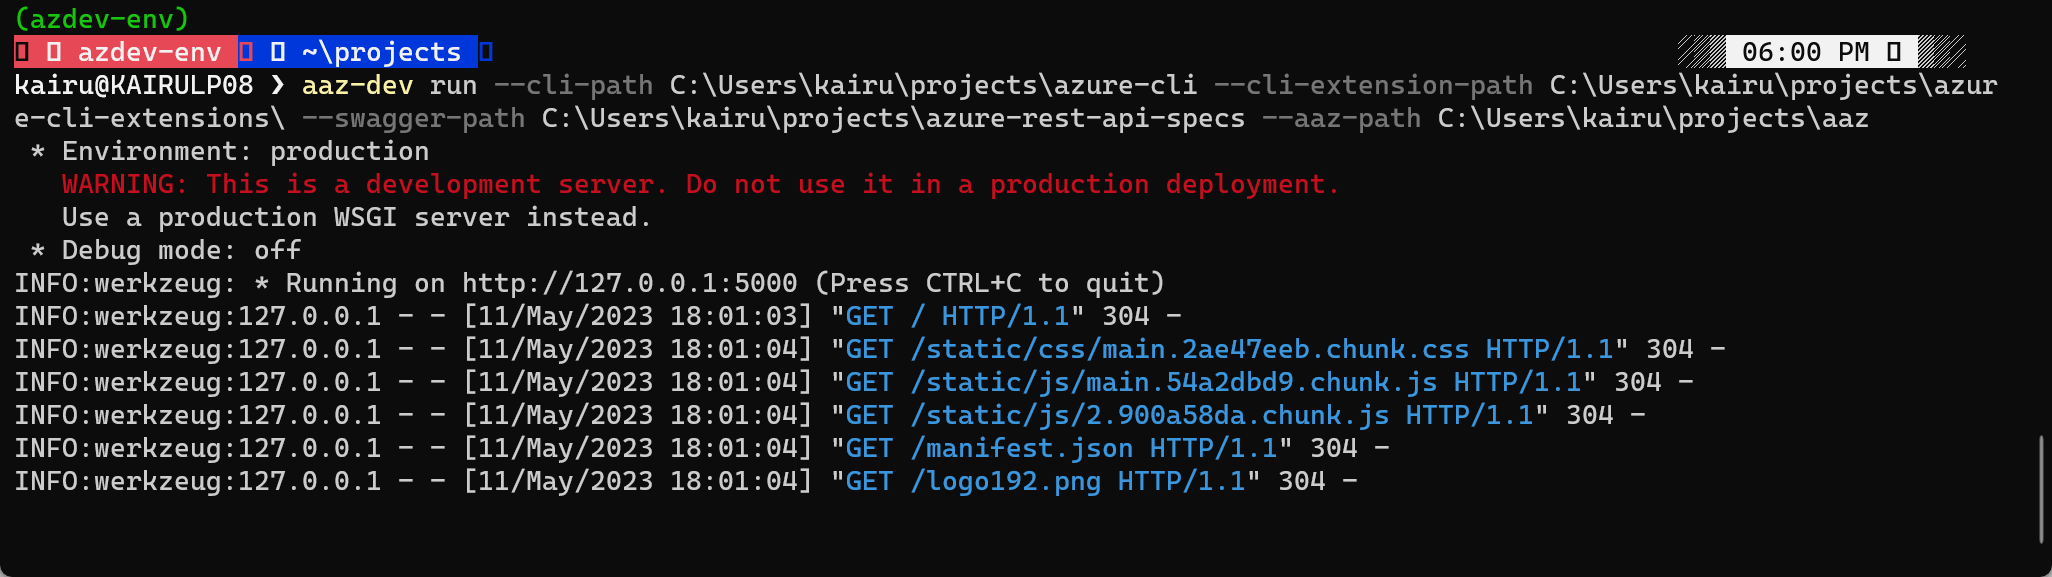 (azdev-env)
azdev-env ~\projects 06:00 PM
kairu@KAIRULP08 ❯ aaz-dev run --cli-path C:\Users\kairu\projects\azure-cli --cli-extension-path C:\Users\kairu\projects\azur
e-cli-extensions\ --swagger-path C:\Users\kairu\projects\azure-rest-api-specs --aaz-path C:\Users\kairu\projects\aaz
 * Environment: production
   WARNING: This is a development server. Do not use it in a production deployment.
   Use a production WSGI server instead.
 * Debug mode: off
INFO:werkzeug: * Running on http://127.0.0.1:5000 (Press CTRL+C to quit)
INFO:werkzeug:127.0.0.1 - - [11/May/2023 18:01:03] "GET / HTTP/1.1" 304 -
INFO:werkzeug:127.0.0.1 - - [11/May/2023 18:01:04] "GET /static/css/main.2ae47eeb.chunk.css HTTP/1.1" 304 -
INFO:werkzeug:127.0.0.1 - - [11/May/2023 18:01:04] "GET /static/js/main.54a2dbd9.chunk.js HTTP/1.1" 304 -
INFO:werkzeug:127.0.0.1 - - [11/May/2023 18:01:04] "GET /static/js/2.900a58da.chunk.js HTTP/1.1" 304 -
INFO:werkzeug:127.0.0.1 - - [11/May/2023 18:01:04] "GET /manifest.json HTTP/1.1" 304 -
INFO:werkzeug:127.0.0.1 - - [11/May/2023 18:01:04] "GET /logo192.png HTTP/1.1" 304 -